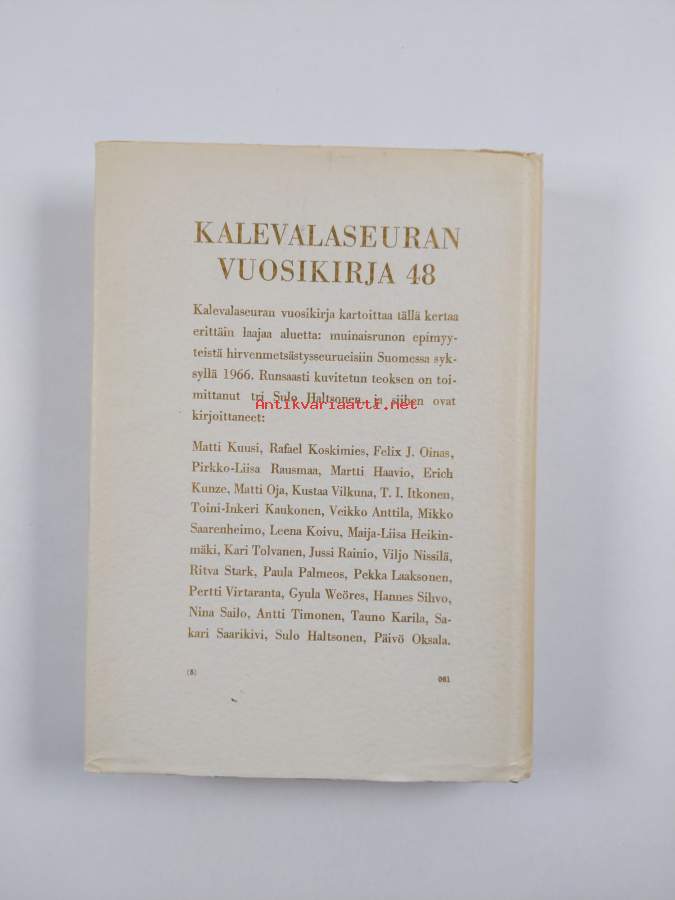 KALEVALASEURAN
VUOSIKIRJA 48
Kalevalaseuran vuosikirja kartoittaa tällä kertaa
erittäin laajaa aluetta: muinaisrunon epimyy-
teistä hirvenmetsästysseurueisiin Suomessa syk-
syllä 1966. Runsaasti kuvitetun teoksen on toi-
mittanut tri Sulo Haltsonen ja siihen ovat
Antikvariaatti.net
kirjoittaneet:
Matti Kuusi, Rafael Koskimies, Felix J. Oinas,
Pirkko-Liisa Rausmaa, Martti Haavio, Erich
Kunze, Matti Oja, Kustaa Vilkuna, T. I. Itkonen,
Toini-Inkeri Kaukonen, Veikko Anttila, Mikko
Saarenheimo, Leena Koivu, Maija-Liisa Heikin-
mäki, Kari Tolvanen, Jussi Rainio, Viljo Nissilä,
Ritva Stark, Paula Palmeos, Pekka Laaksonen,
Pertti Virtaranta, Gyula Weöres, Hannes Sihvo,
Nina Sailo, Antti Timonen, Tauno Karila, Sa-
kari Saarikivi, Sulo Haltsonen, Päivö Oksala.
(8) 061